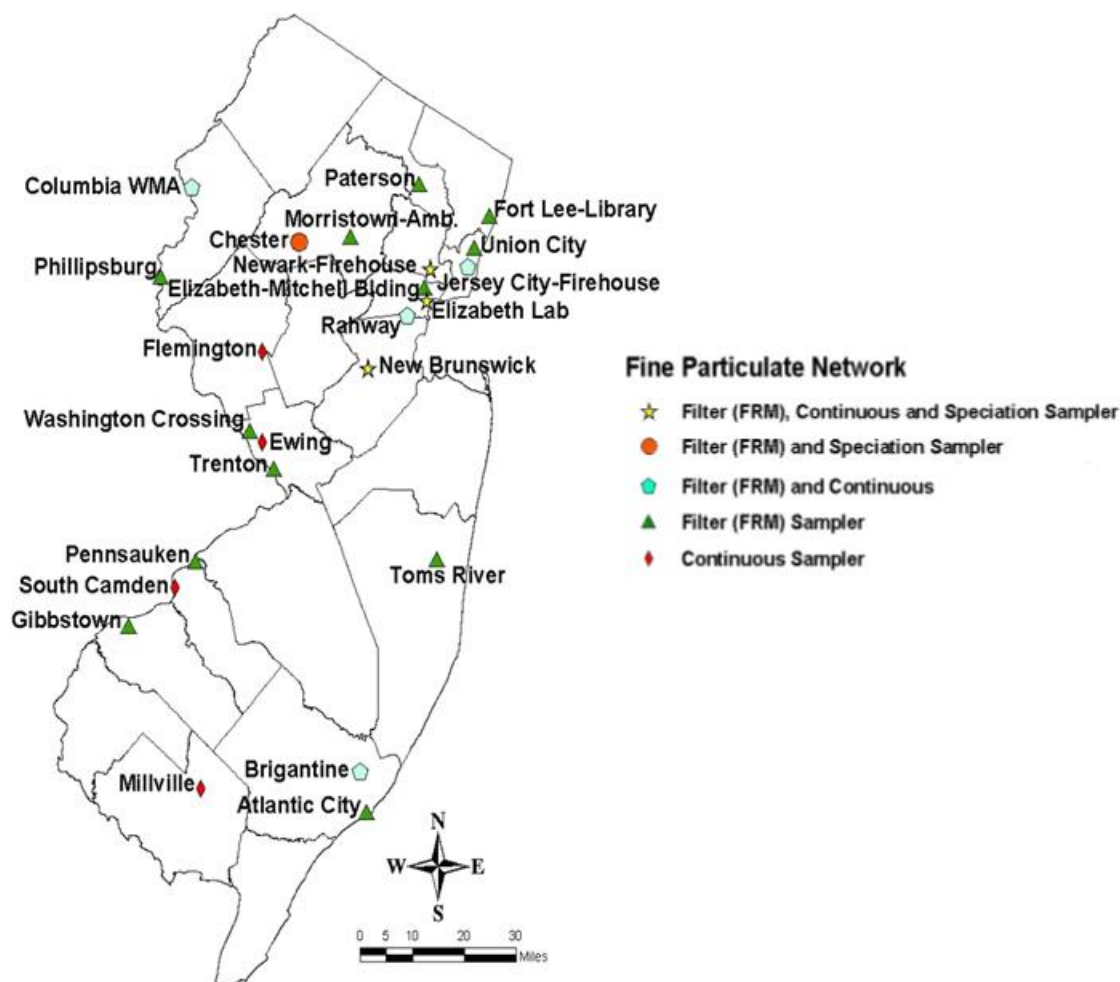 Paterson
Columbia WMA
Fort Lee-Library
Morristown-Amb.
Chester
Union City
Newark-Firehouse
Phillipsburg
Jersey City-Firehouse
Elizabeth-Mitchell Blding
Elizabeth Lab
Rahway
Flemington
New Brunswick
Washington Crossing
Ewing
Trenton
Pennsauken
South Camden
Toms River
Gibbstown
Brigantine
Millville
Atlantic City
Fine Particulate Network
Filter (FRM), Continuous and Speciation Sampler
Filter (FRM) and Speciation Sampler
Filter (FRM) and Continuous
Filter (FRM) Sampler
Continuous Sampler
N
W E
S
0 5 10 20 30
Miles